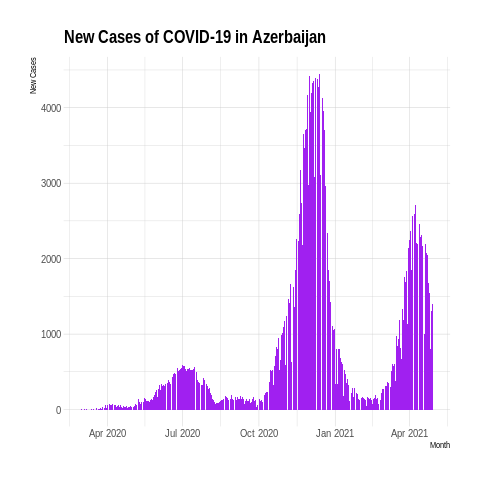 New Cases of COVID-19 in Azerbaijan
New Cases
4000
3000
2000
1000
0
Apr 2020
Jul 2020
Oct 2020
Jan 2021
Apr 2021
Month